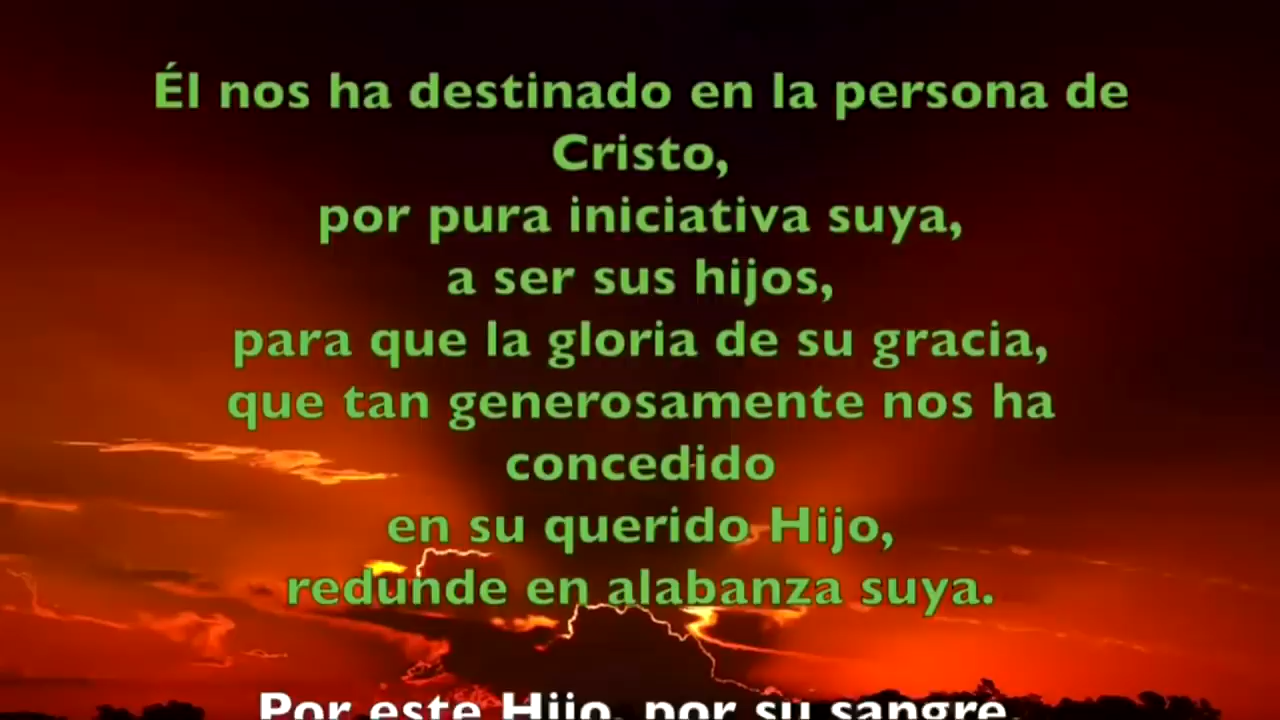 Él nos ha destinado en la persona de
Cristo,
por pura iniciativa suya,
a ser sus hijos,
para que la gloria de su gracia,
que tan generosamente nos ha
concedido
en su querido Hijo,
redunde en alabanza suya.
Por este Hijo, por su sangre,